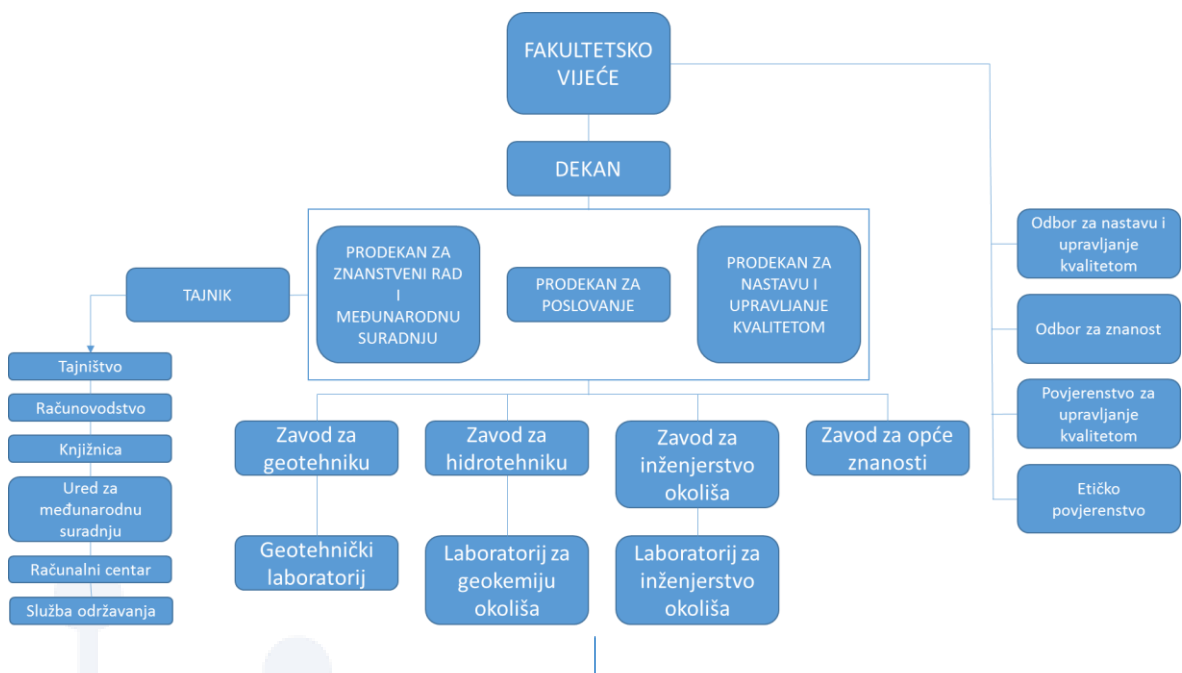 FAKULTETSKO
VIJEĆE
DEKAN
PRODEKAN ZA
ZNANSTVENI RAD
I
MEĐUNARODNU
SURADNJU
PRODEKAN ZA
POSLOVANJE
PRODEKAN ZA
NASTAVU I
UPRAVLJANJE
KVALITETOM
TAJNIK
Tajništvo
Računovodstvo
Knjižnica
Ured za
međunarodnu
suradnju
Računalni centar
Služba održavanja
Zavod za
geotehniku
Zavod za
hidrotehniku
Zavod za
inženjerstvo
okoliša
Zavod za opće
znanosti
Geotehnički
laboratorij
Laboratorij za
geokemiju
okoliša
Laboratorij za
inženjerstvo
okoliša
Odbor za nastavu i
upravljanje
kvalitetom
Odbor za znanost
Povjerenstvo za
upravljanje
kvalitetom
Etičko
povjerenstvo